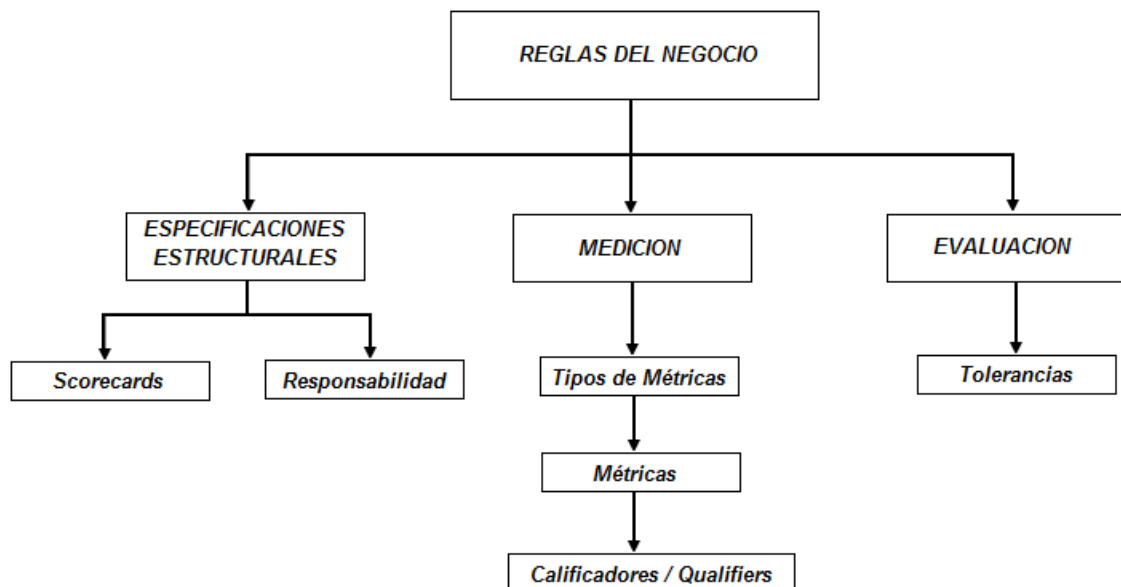 REGLAS DEL NEGOCIO
ESPECIFICACIONES
ESTRUCTURALES
MEDICION
EVALUACION
Scorecards
Responsabilidad
Tipos de Métricas
Tolerancias
Métricas
Calificadores / Qualifiers